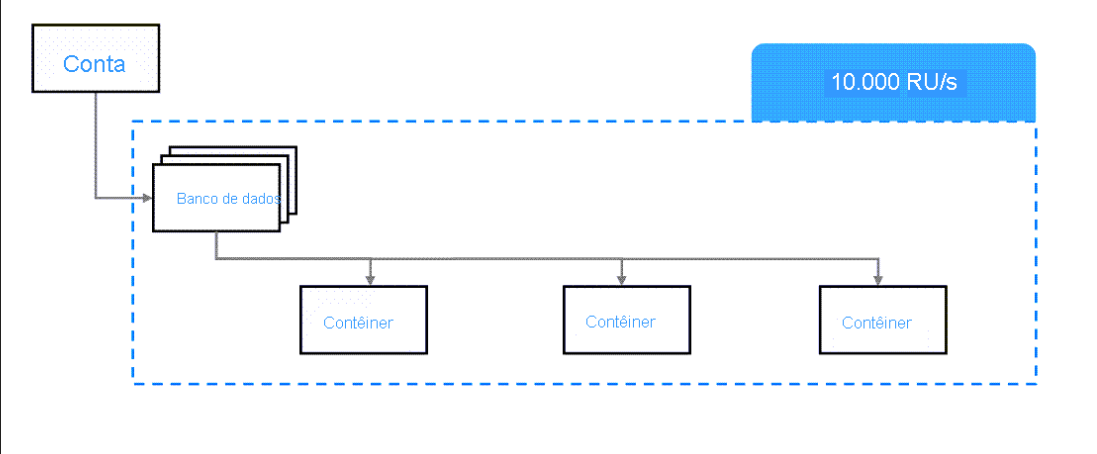 Conta
10.000 RU/s
Banco de dados
Contêiner
Contêiner
Contêiner